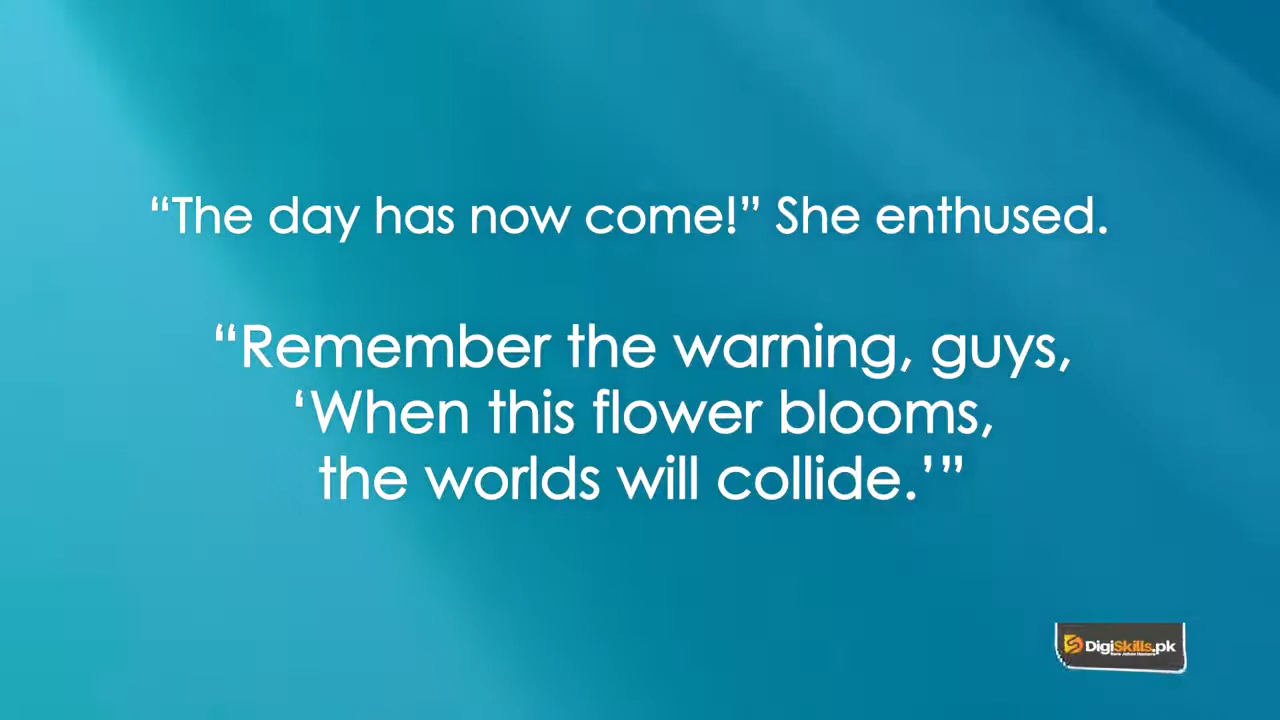 “The day has now come!” She enthused.
“Remember the warning, guys,
‘When this flower blooms,
the worlds will collide.’”
DigiSkills.pk